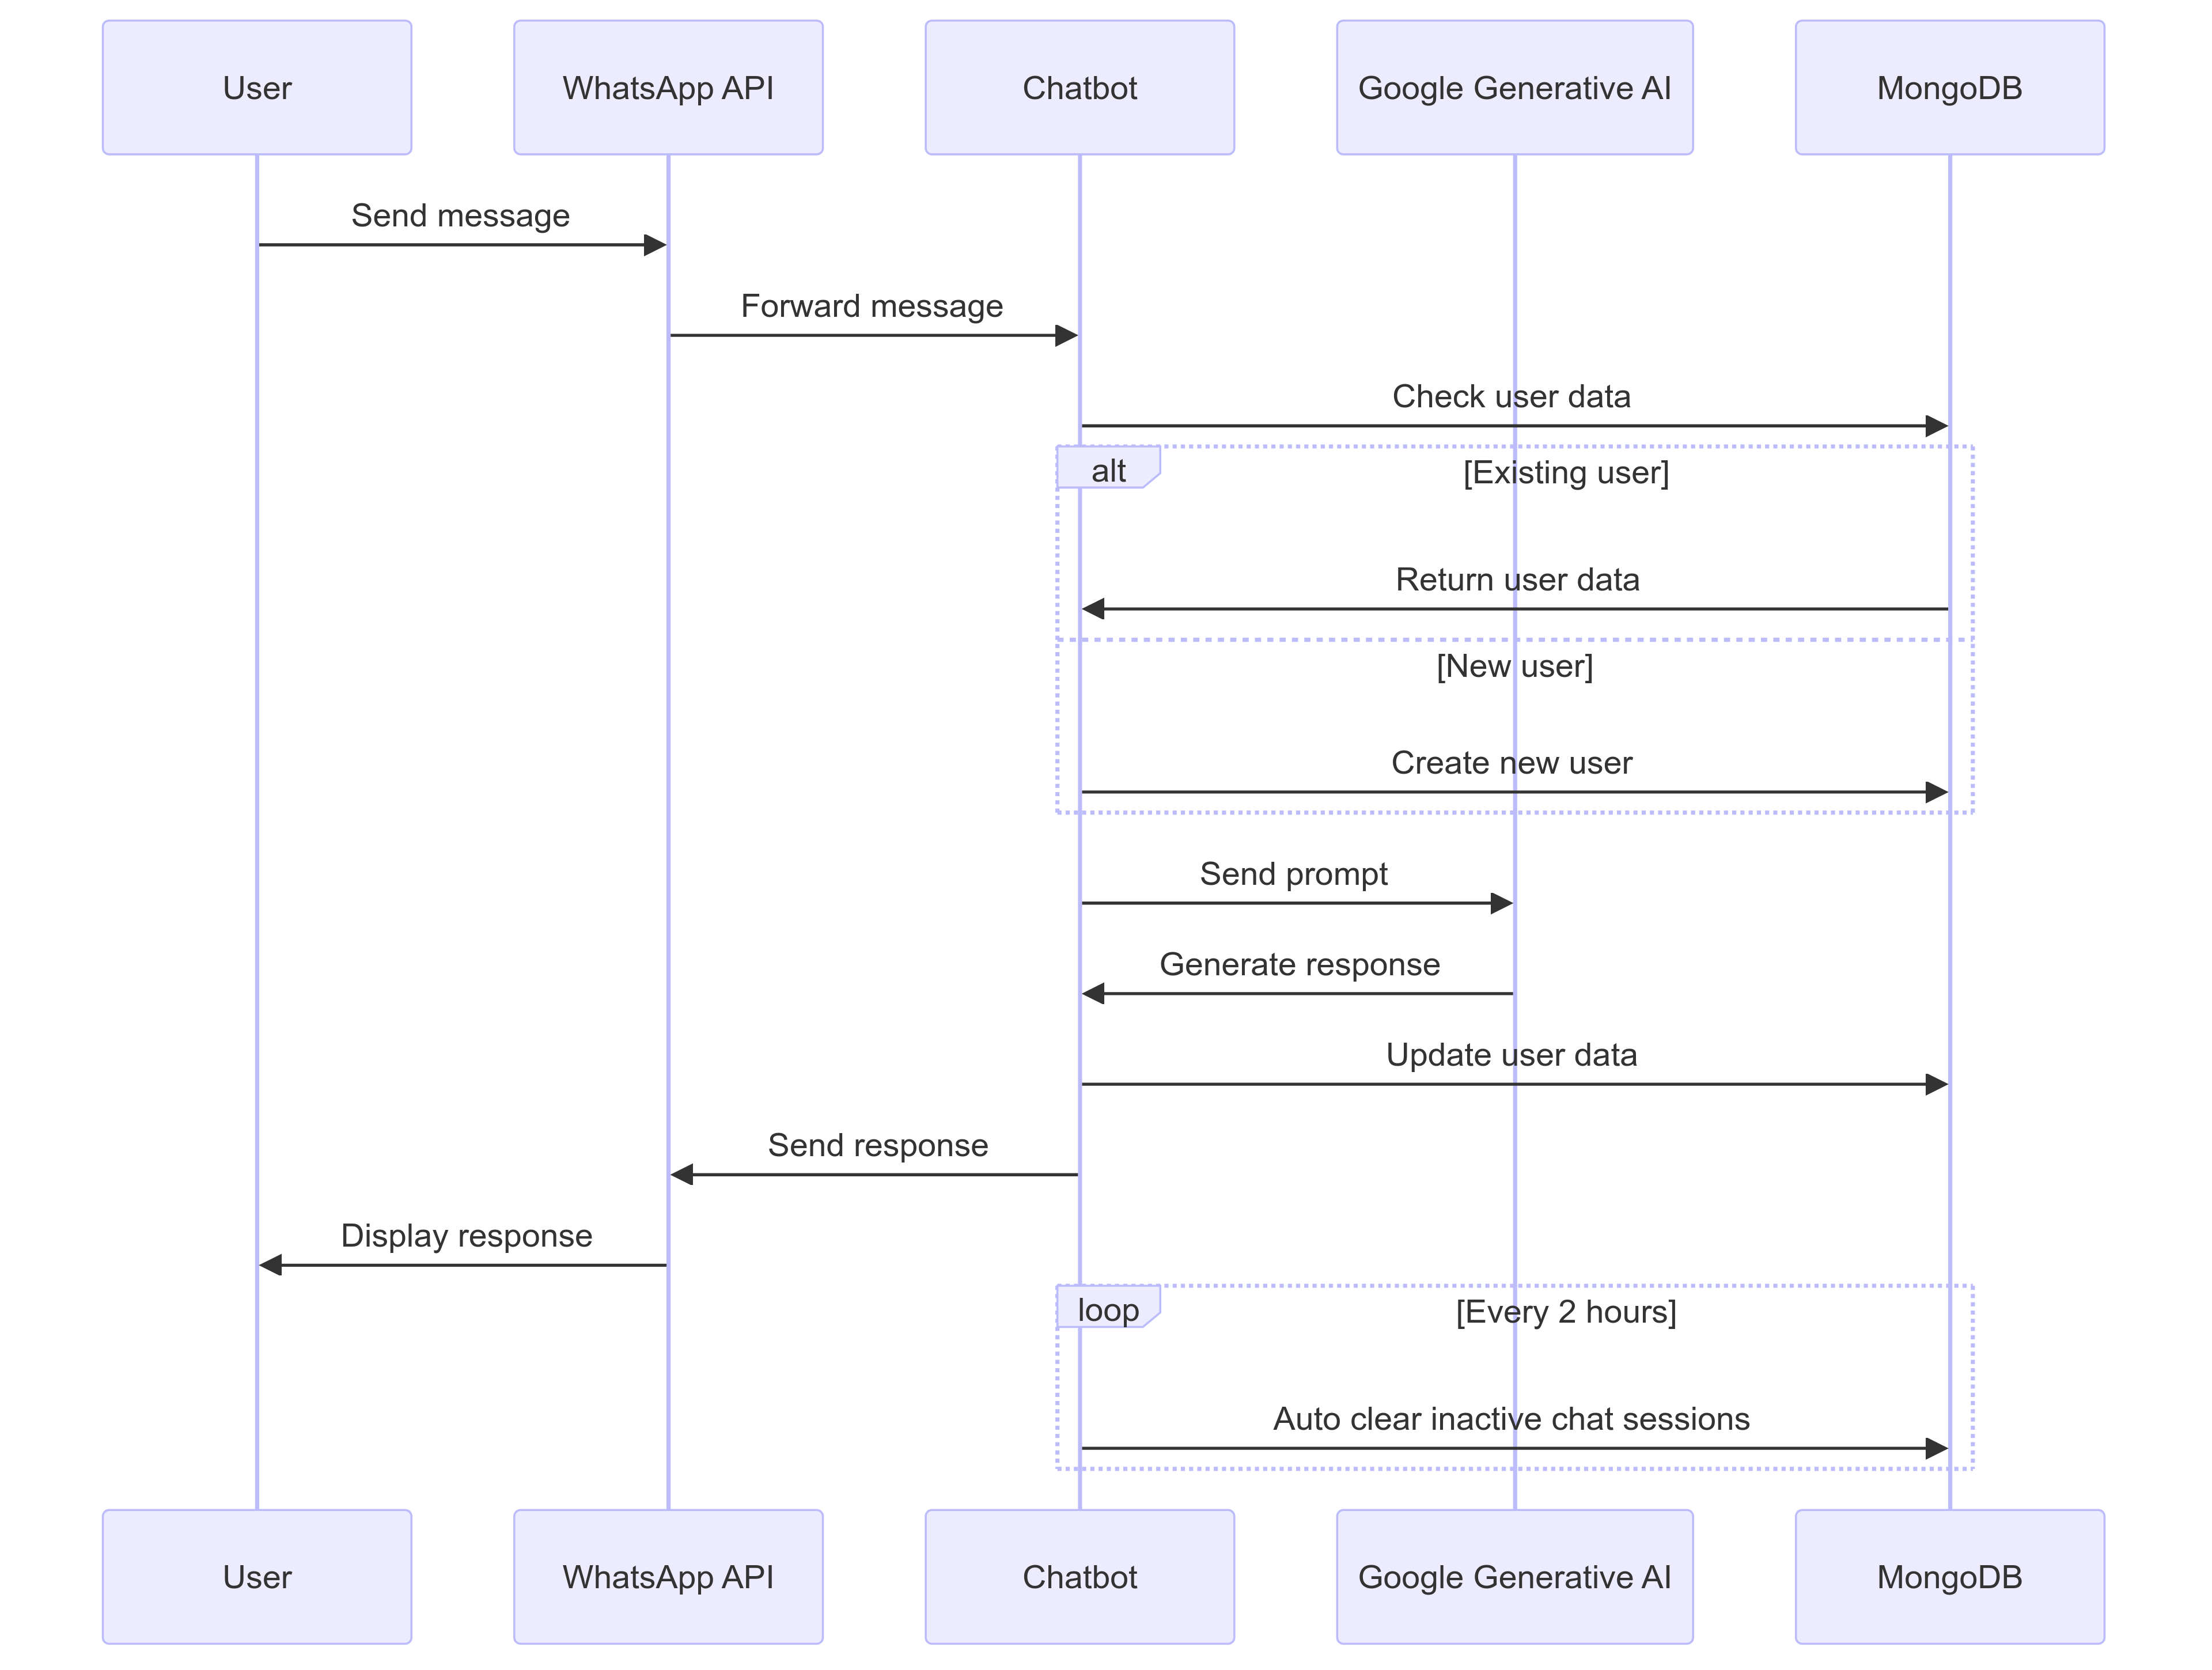 User
WhatsApp API
Chatbot
Google Generative AI
MongoDB
Send message
Forward message
Check user data
alt
[Existing user]
Return user data
[New user]
Create new user
Send prompt
Generate response
Update user data
Send response
Display response
loop
[Every 2 hours]
Auto clear inactive chat sessions
User
WhatsApp API
Chatbot
Google Generative AI
MongoDB